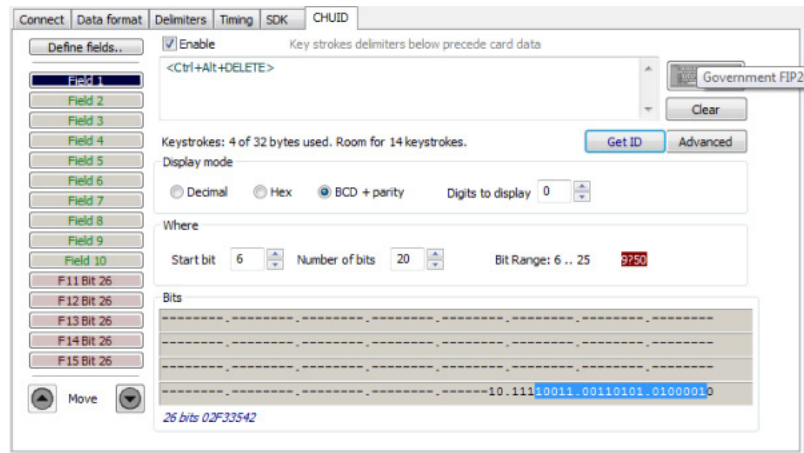 Connect Data format Delimiters Timing SDK CHUID
Define fields..
Enable Key strokes delimiters below precede card data
<Ctrl+Alt+DELETE>
Government FIP2
Clear
Field 1
Field 2
Field 3
Field 4
Field 5
Field 6
Field 7
Field 8
Field 9
Field 10
F11 Bit 26
F12 Bit 26
F13 Bit 26
F14 Bit 26
F15 Bit 26
Move
Keystrokes: 4 of 32 bytes used. Room for 14 keystrokes.
Get ID Advanced
Display mode
Decimal Hex BCD + parity Digits to display 0
Where
Start bit 6 Number of bits 20 Bit Range: 6 .. 25 9?50
Bits
--------.--------.--------.--------.--------.--------.--------.--------
--------.--------.--------.--------.--------.--------.--------.--------
--------.--------.--------.--------.--------.--------.--------.--------
--------.--------.--------.--------.------10.11110011.00110101.01000010
26 bits 02F33542